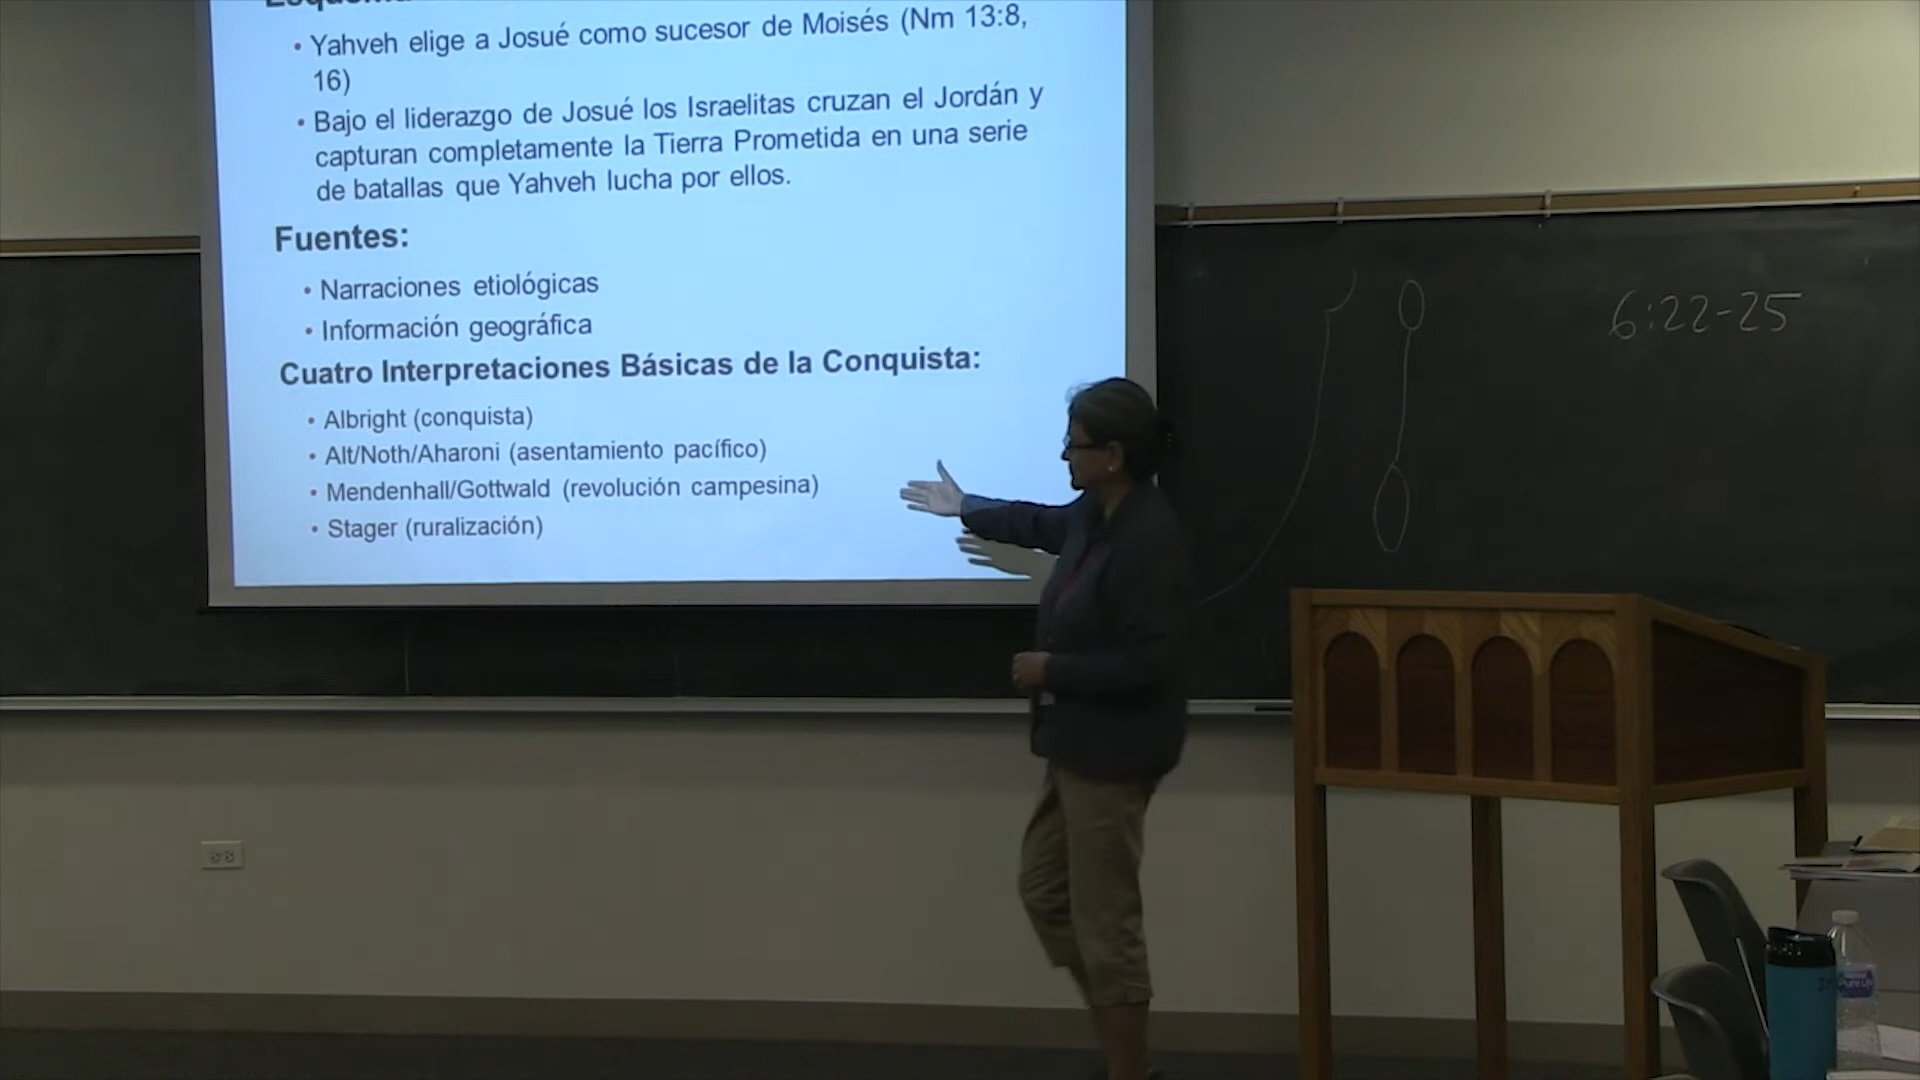 • Yahveh elige a Josué como sucesor de Moisés (Nm 13:8,
16)
• Bajo el liderazgo de Josué los Israelitas cruzan el Jordán y
capturan completamente la Tierra Prometida en una serie
de batallas que Yahveh lucha por ellos.
Fuentes:
• Narraciones etiológicas
• Información geográfica
Cuatro Interpretaciones Básicas de la Conquista:
• Albright (conquista)
• Alt/Noth/Aharoni (asentamiento pacífico)
• Mendenhall/Gottwald (revolución campesina)
• Stager (ruralización)
6:22-25
Pure Life